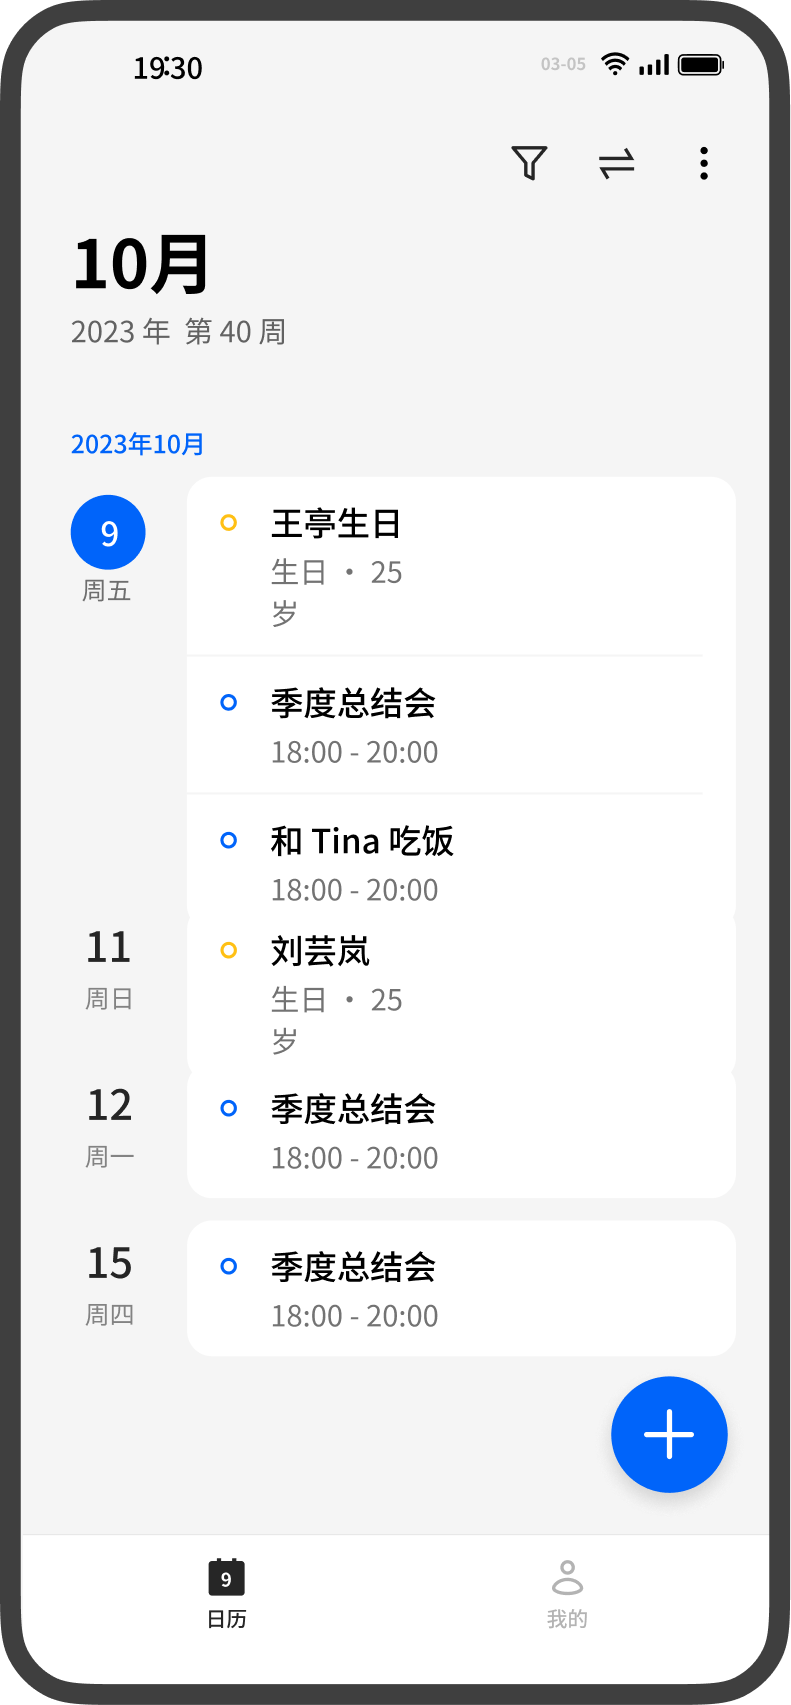 19:30
03-05
10月
2023 年 第 40 周
2023年10月
9
周五
王亭生日
生日 · 25
岁
季度总结会
18:00 - 20:00
和 Tina 吃饭
18:00 - 20:00
11
周日
刘芸岚
生日 · 25
岁
12
周一
季度总结会
18:00 - 20:00
15
周四
季度总结会
18:00 - 20:00
9
日历
我的